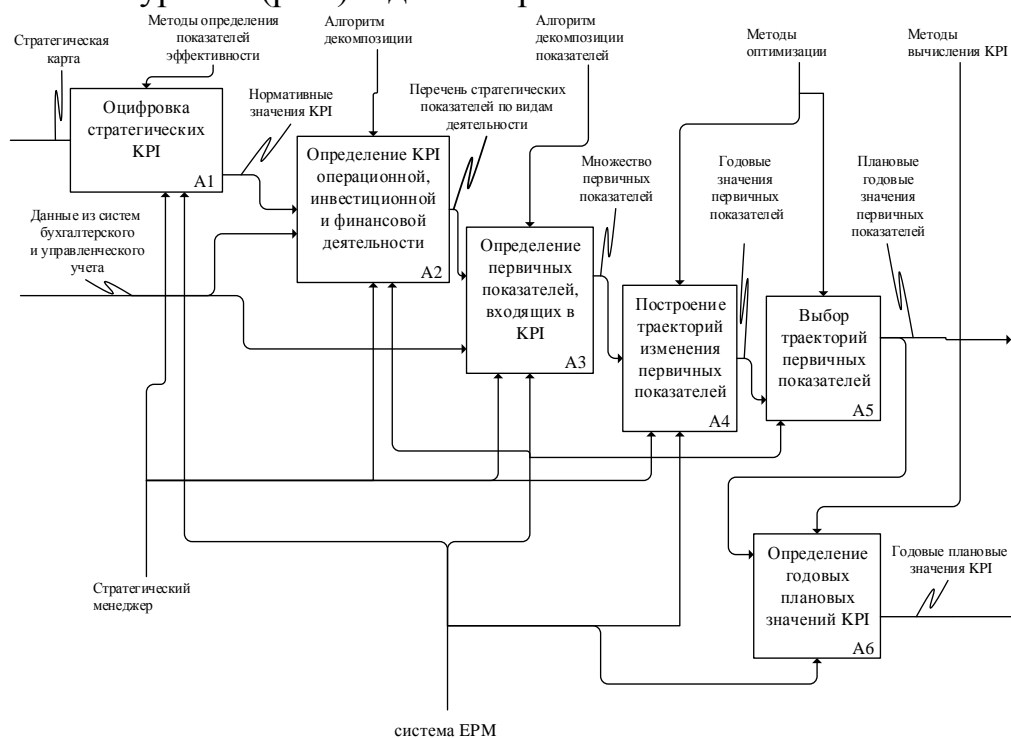 Методы определения
показателей
эффективности
Стратегическая
карта
Алгоритм
декомпозиции
Алгоритм
декомпозиции
показателей
Методы
оптимизации
Методы
вычисления KPI
Оцифровка
стратегических
KPI
A1
Нормативные
значения KPI
Перечень стратегических
показателей по видам
деятельности
Определение KPI
операционной,
инвестиционной
и финансовой
деятельности
A2
Множество
первичных
показателей
Годовые
значения
первичных
показателей
Плановые
годовые
значения
первичных
показателей
Данные из систем
бухгалтерского
и управленческого
учета
Определение
первичных
показателей,
входящих в
KPI
A3
Построение
траекторий
изменения
первичных
показателей
A4
Выбор
траекторий
первичных
показателей
A5
Определение
годовых
плановых
значений KPI
A6
Годовые плановые
значения KPI
Стратегический
менеджер
система EPM